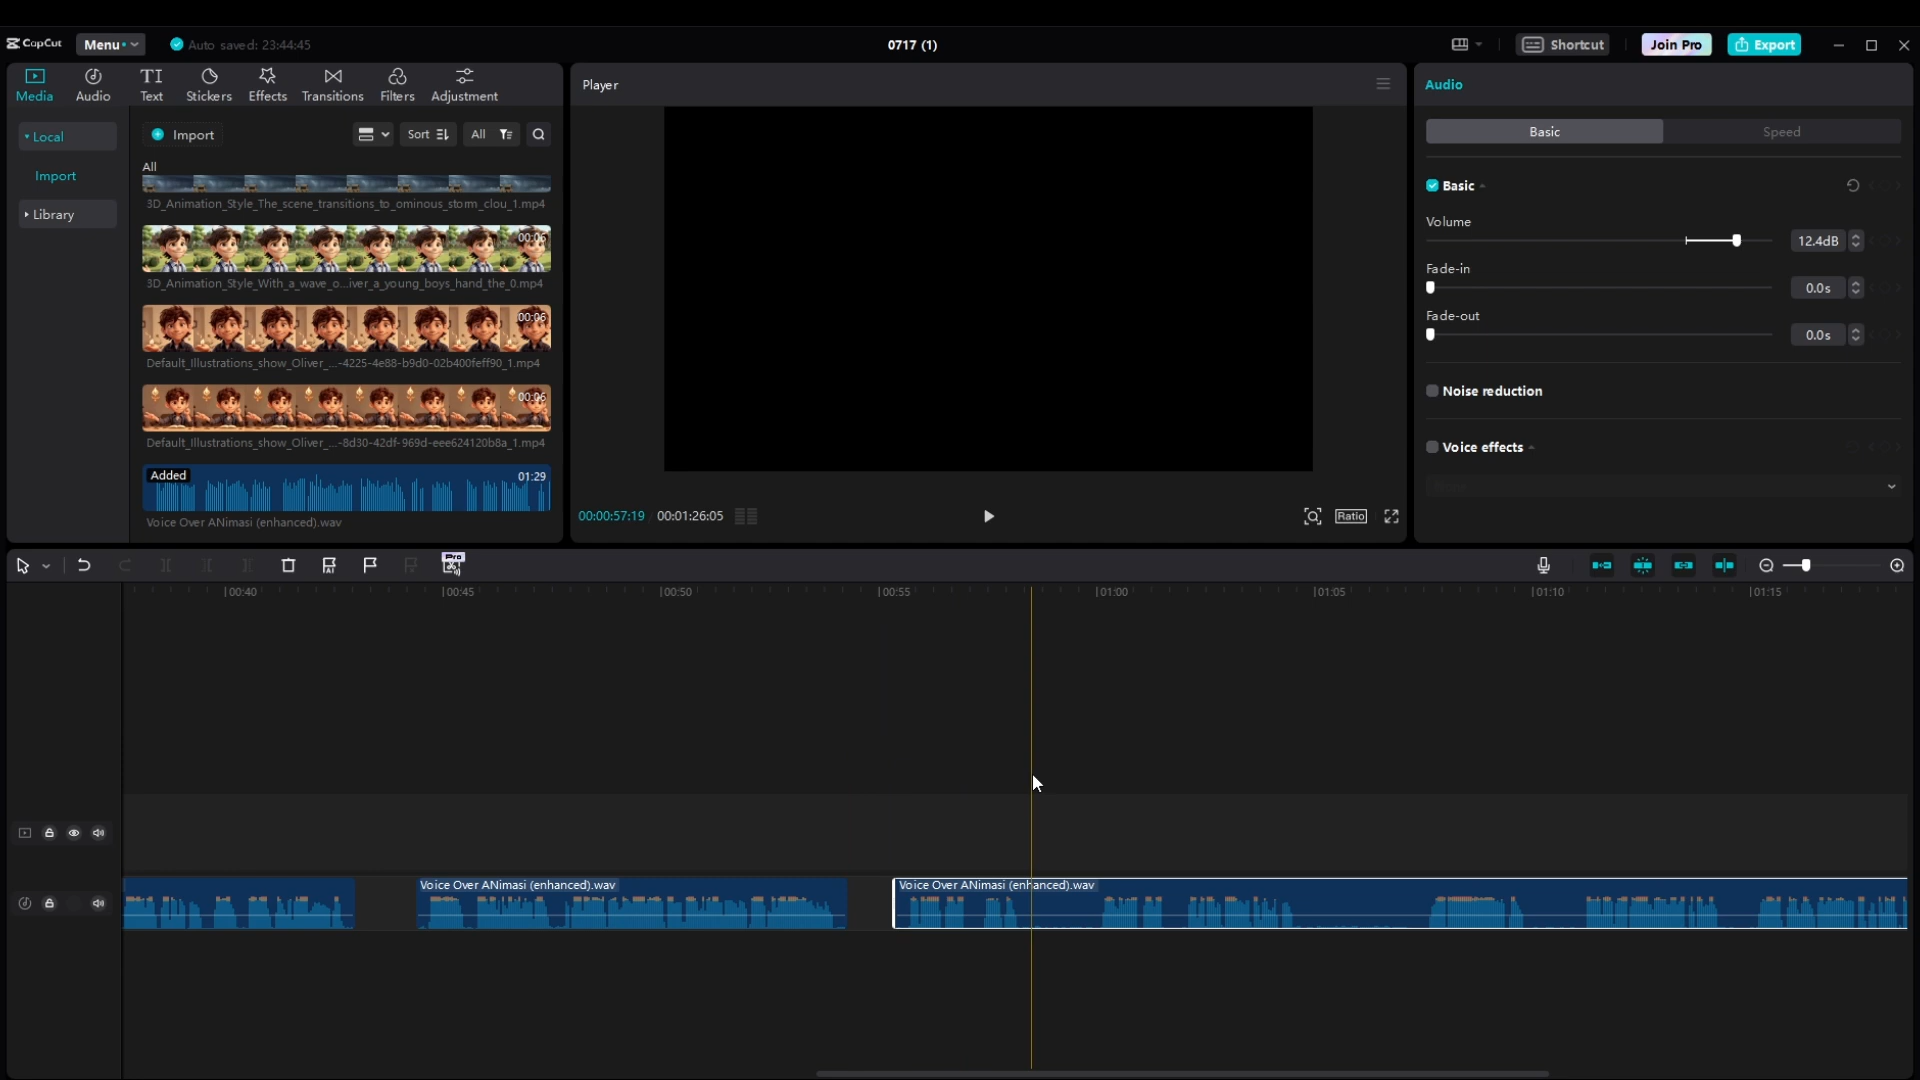 CapCut
Menu
Auto saved: 23:44:45
0717 (1)
Shortcut
Join Pro
Export
Media
Audio
Text
Stickers
Effects
Transitions
Filters
Adjustment
Local
Import
Library
Import
Sort
All
All
3D_Animation_Style_The_scene_transitions_to_ominous_storm_clou_1.mp4
00:06
3D_Animation_Style_With_a_wave_o...iver_a_young_boys_hand_the_0.mp4
00:06
Default_Illustrations_show_Oliver_...-4225-4e88-b9d0-02b400feff90_1.mp4
00:06
Default_Illustrations_show_Oliver_...-8d30-42df-969d-eee624120b8a_1.mp4
Added
01:29
Voice Over ANimasi (enhanced).wav
Player
00:00:57:19
00:01:26:05
Ratio
Audio
Basic
Speed
Basic
Volume
12.4dB
Fade-in
0.0s
Fade-out
0.0s
Noise reduction
Voice effects
Pro
00:40
00:45
00:50
00:55
01:00
01:05
01:10
01:15
Voice Over ANimasi (enhanced).wav
Voice Over ANimasi (enhanced).wav